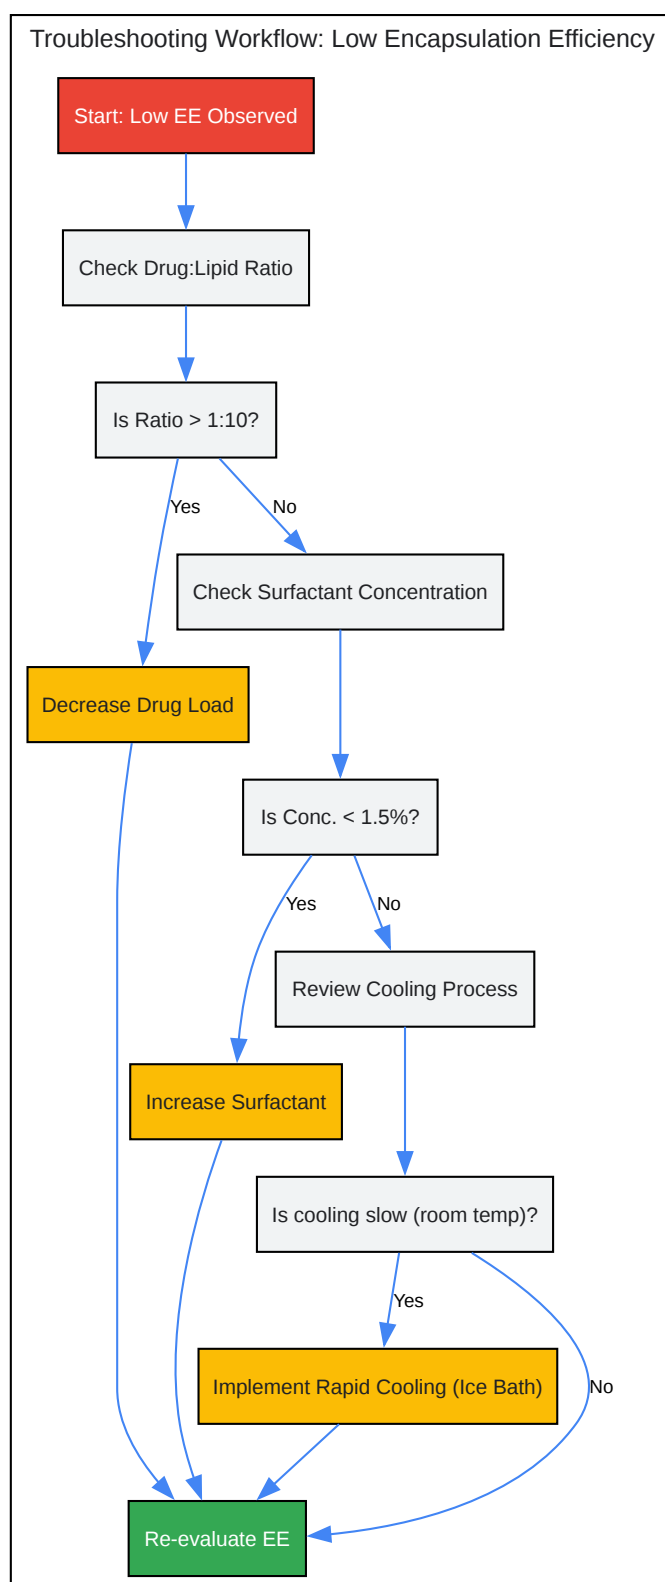 Troubleshooting Workflow: Low Encapsulation Efficiency
Start: Low EE Observed
Check Drug:Lipid Ratio
Is Ratio > 1:10?
Yes
No
Check Surfactant Concentration
Decrease Drug Load
Is Conc. < 1.5%?
Yes
No
Review Cooling Process
Increase Surfactant
Is cooling slow (room temp)?
Yes
Implement Rapid Cooling (Ice Bath)
No
Re-evaluate EE